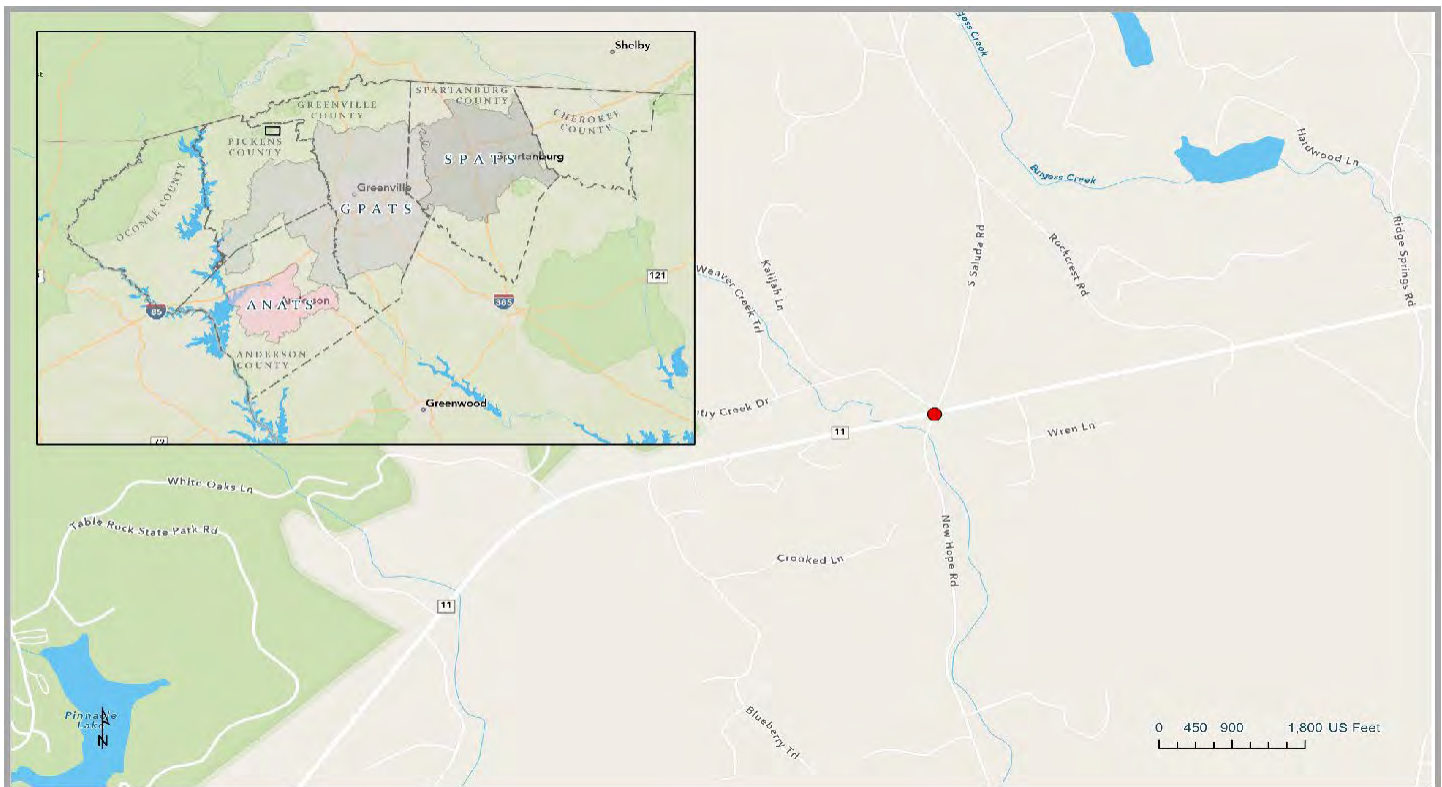 Shelby
GREENVILLE
COUNTY
SPARTANBURG
COUNTY
CHEROKEE
COUNTY
PICKENS
COUNTY
OCONEE COUNTY
SPATS
Spartanburg
Greenville
GPATS
121
85
385
ANATS
Anderson
ANDERSON
COUNTY
Greenwood
72
Burgess Creek
Hardwood Ln
Ridge Springs Rd
S Saluda Rd
Rockcrest Rd
Kalijah Ln
Weaver Creek Trl
Creek Dr
11
Wren Ln
White Oaks Ln
Table Rock State Park Rd
Crooked Ln
New Hope Rd
11
Blueberry Trl
Pinnacle
Lake
N
0 450 900 1,800 US Feet